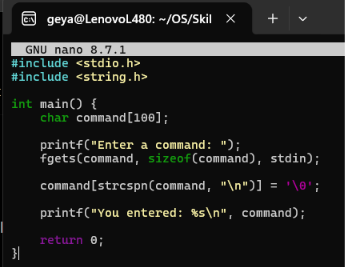 geya@LenovoL480: ~/OS/Skil
GNU nano 8.7.1
#include <stdio.h>
#include <string.h>

int main() {
    char command[100];

    printf("Enter a command: ");
    fgets(command, sizeof(command), stdin);

    command[strcspn(command, "\n")] = '\0';

    printf("You entered: %s\n", command);

    return 0;
}